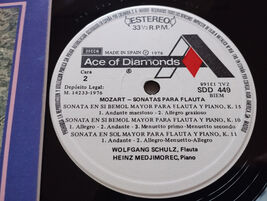 ESTEREO
33⅓ R.P.M.
DECCA
MADE IN SPAIN ℗ 1976
Ace of Diamonds
Cara
2
Depósito Legal:
M. 14233-1976
SDD 449
BIEM
MOZART - SONATAS PARA FLAUTA
SONATA EN SI BEMOL MAYOR PARA FLAUTA Y PIANO, K. 15
1. Andante maestoso / 2. Allegro grazioso
SONATA EN SI BEMOL MAYOR PARA FLAUTA Y PIANO, K. 10
1. Allegro - 2. Andante - 3. Menuetto primo-Menuetto secondo
SONATA EN SOL MAYOR PARA FLAUTA Y PIANO, K. 11
1. Andante - 2. Allegro-Menuetto-Allegro
WOLFGANG SCHULZ, Flauta
HEINZ MEDJIMOREC, Piano